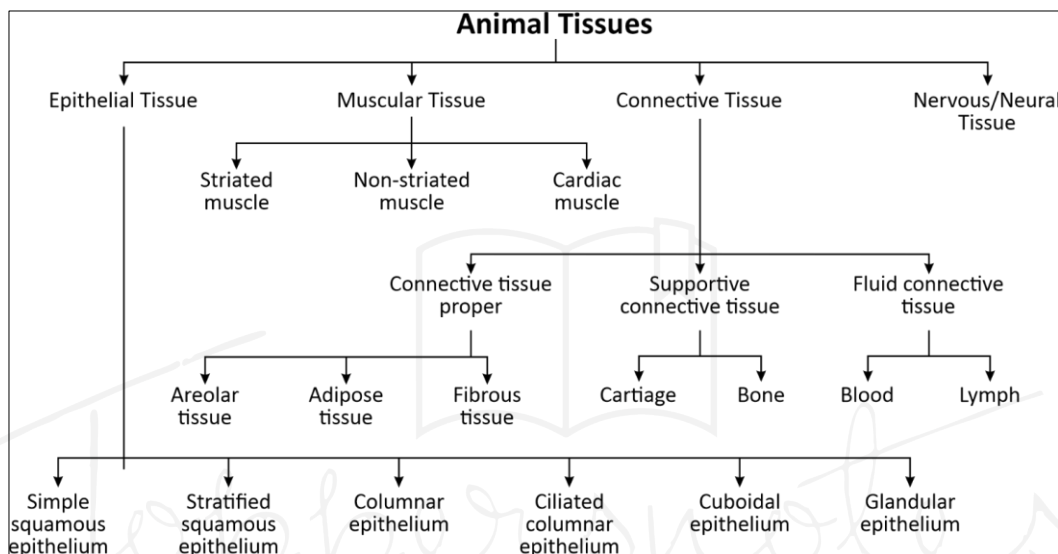 Animal Tissues
Epithelial Tissue
Muscular Tissue
Connective Tissue
Nervous/Neural
Tissue
Striated
muscle
Non-striated
muscle
Cardiac
muscle
Connective tissue
proper
Supportive
connective tissue
Fluid connective
tissue
Areolar
tissue
Adipose
tissue
Fibrous
tissue
Cartiage
Bone
Blood
Lymph
Simple
squamous
epithelium
Stratified
squamous
epithelium
Columnar
epithelium
Ciliated
columnar
epithelium
Cuboidal
epithelium
Glandular
epithelium